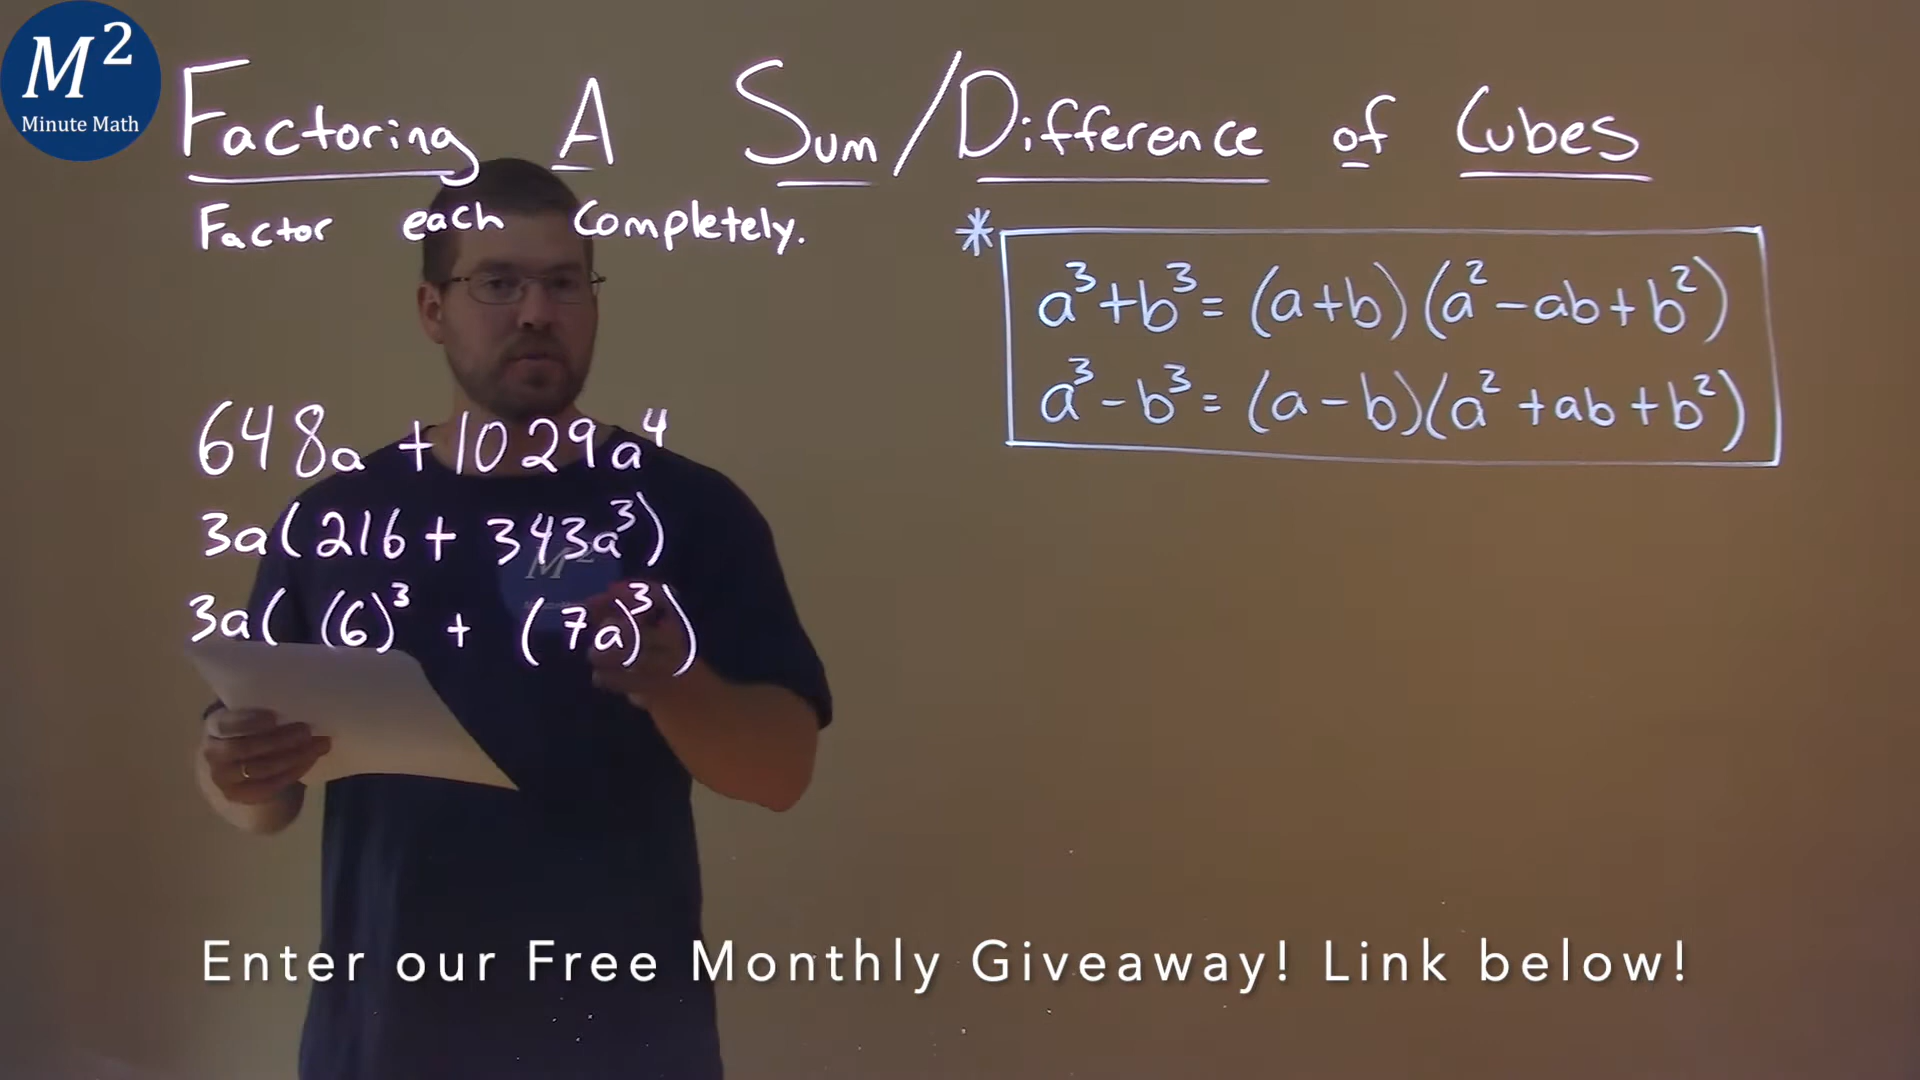 M²
Minute Math
Factoring A Sum/Difference of Cubes
Factor each Completely.
*
a³+b³= (a+b)(a²-ab+b²)
a³-b³= (a-b)(a²+ab+b²)
648a +1029a⁴
3a(216+ 343a³)
3a( (6)³ + (7a)³)
M²
Enter our Free Monthly Giveaway! Link below!